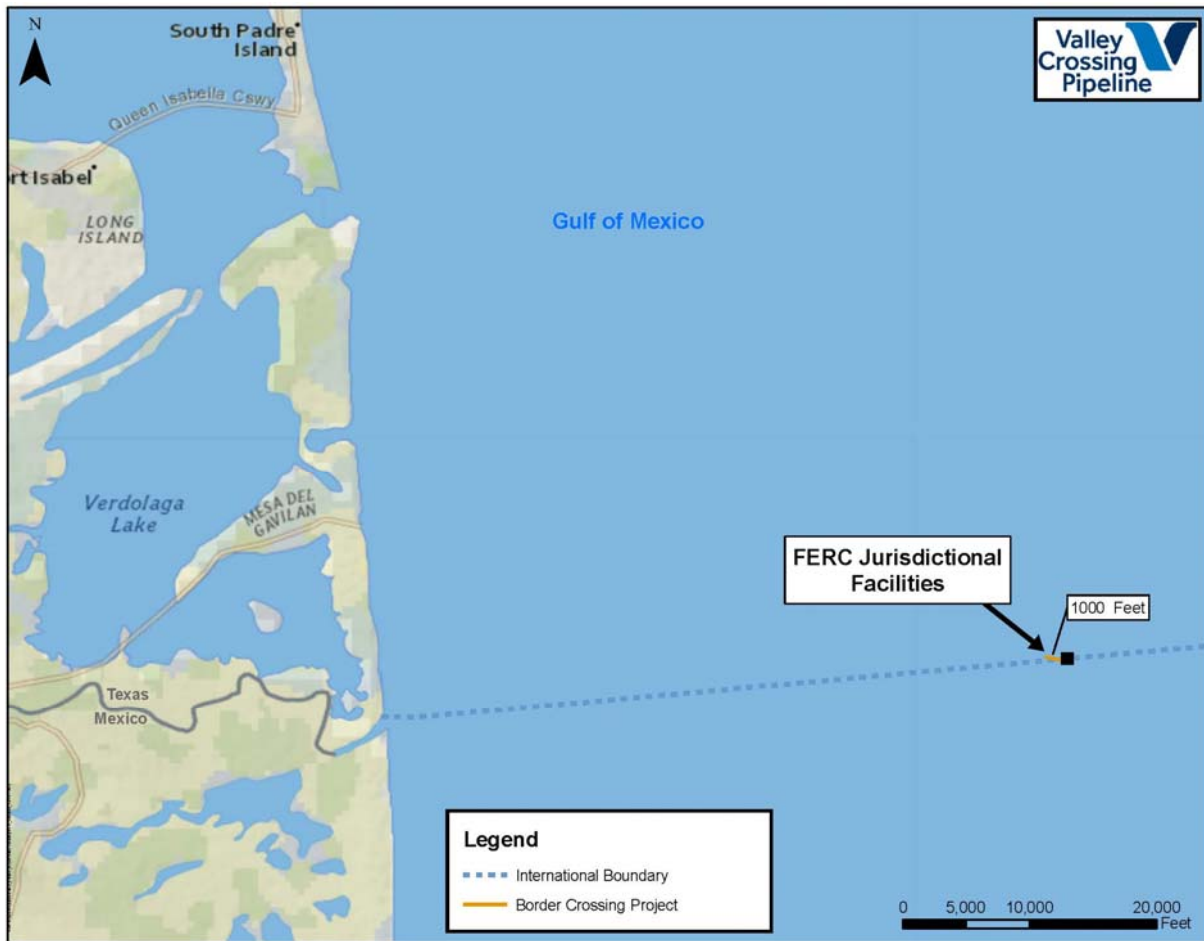 N
South Padre
Island
Valley
Crossing
Pipeline
Queen Isabella Cswy
ort Isabel
LONG
ISLAND
Gulf of Mexico
Verdolaga
Lake
MESA DEL
GAVILAN
FERC Jurisdictional
Facilities
1000 Feet
Texas
Mexico
Legend
International Boundary
Border Crossing Project
0 5,000 10,000 20,000
Feet